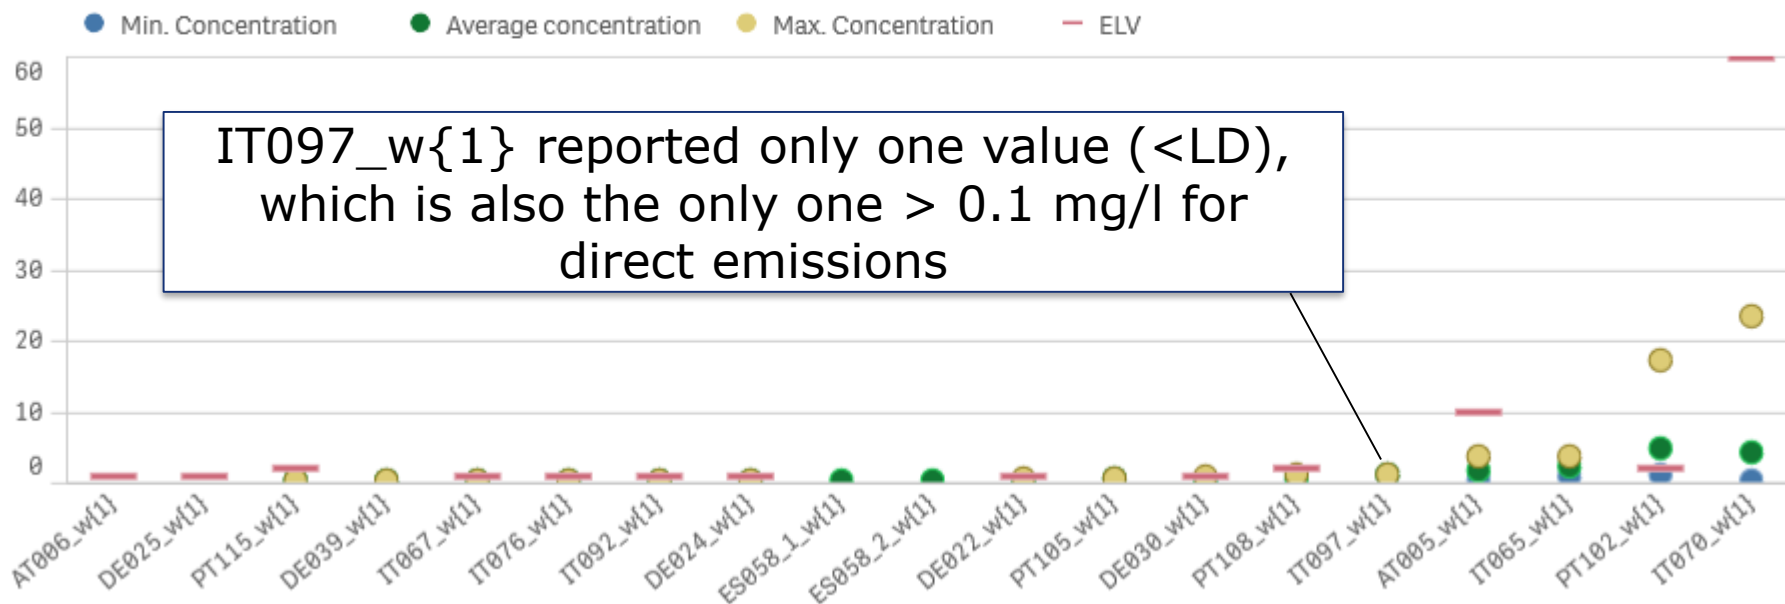 Min. Concentration Average concentration Max. Concentration ELV
60
50
40
30
20
10
0
IT097_w{1} reported only one value (<LD),
which is also the only one > 0.1 mg/l for
direct emissions
AT006_w{1}
DE025_w{1}
PT115_w{1}
DE039_w{1}
IT067_w{1}
IT076_w{1}
IT092_w{1}
DE024_w{1}
ES058_1_w{1}
ES058_2_w{1}
DE022_w{1}
PT105_w{1}
DE030_w{1}
PT108_w{1}
IT097_w{1}
AT005_w{1}
IT065_w{1}
PT102_w{1}
IT070_w{1}